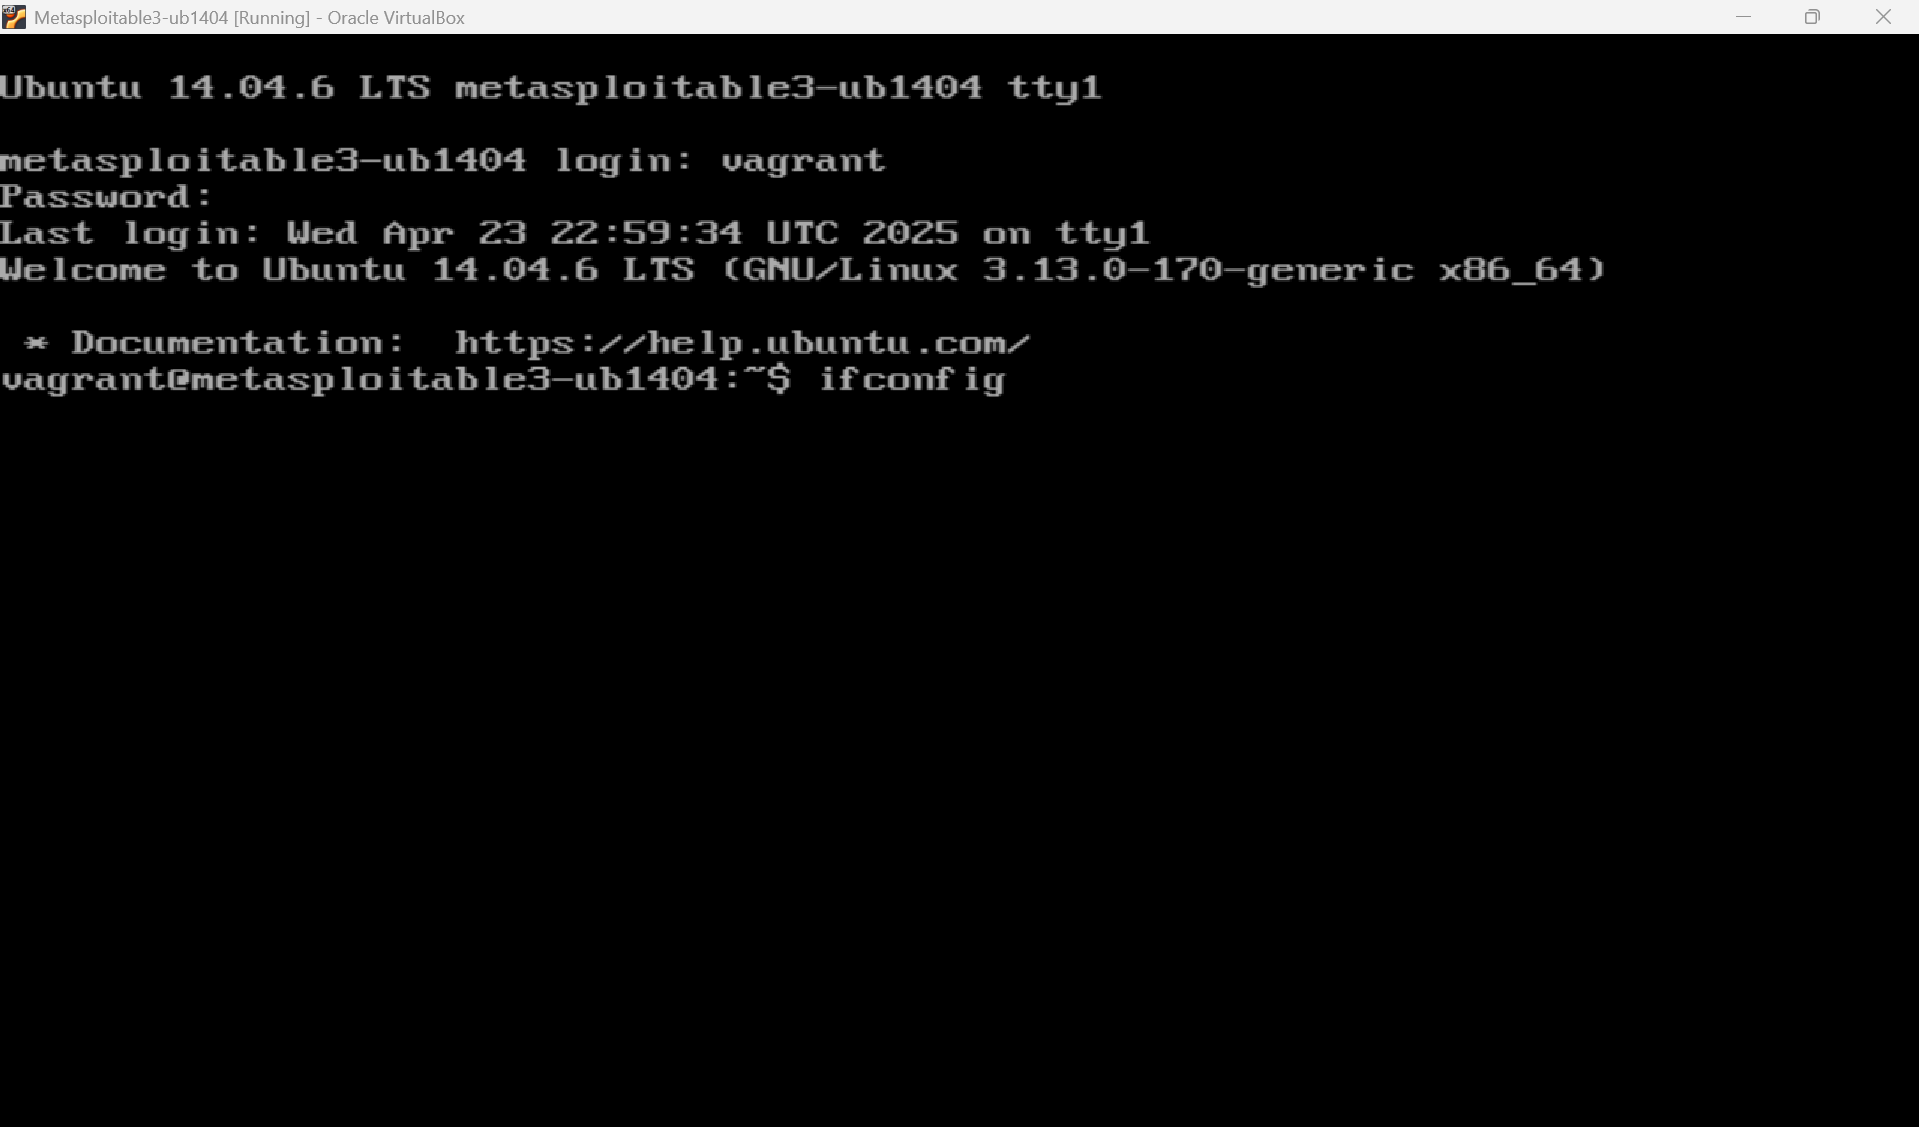 Metasploitable3-ub1404 [Running] - Oracle VirtualBox
Ubuntu 14.04.6 LTS metasploitable3-ub1404 tty1
metasploitable3-ub1404 login: vagrant
Password:
Last login: Wed Apr 23 22:59:34 UTC 2025 on tty1
Welcome to Ubuntu 14.04.6 LTS (GNU/Linux 3.13.0-170-generic x86_64)
* Documentation:  https://help.ubuntu.com/
vagrant@metasploitable3-ub1404:~$ ifconfig